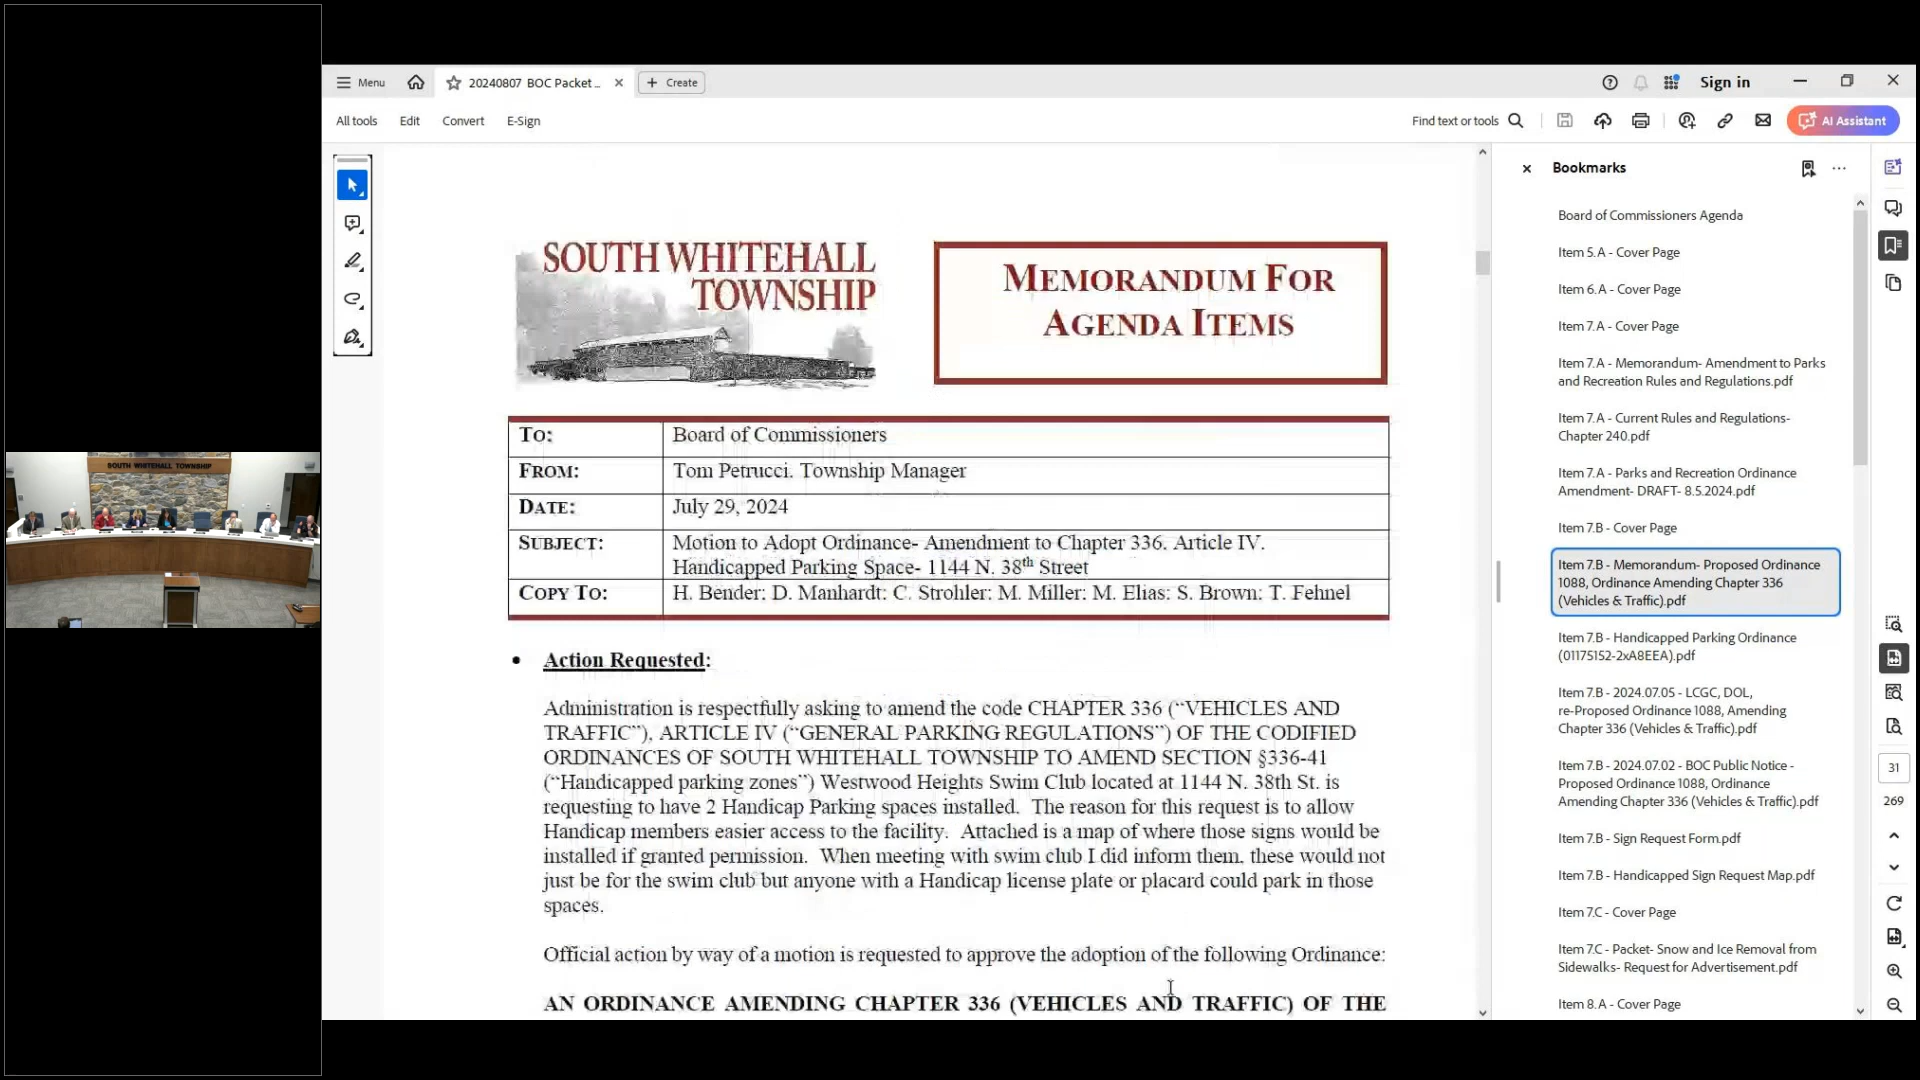 SOUTH WHITEHALL TOWNSHIP
Menu
20240807 BOC Packet ...
Create
Sign in
All tools
Edit
Convert
E-Sign
Find text or tools
AI Assistant
SOUTH WHITEHALL
TOWNSHIP
MEMORANDUM FOR
AGENDA ITEMS
TO: Board of Commissioners
FROM: Tom Petrucci. Township Manager
DATE: July 29, 2024
SUBJECT: Motion to Adopt Ordinance- Amendment to Chapter 336. Article IV.
Handicapped Parking Space- 1144 N. 38th Street
COPY TO: H. Bender; D. Manhardt; C. Strohler; M. Miller; M. Elias; S. Brown; T. Fehnel
• Action Requested:
Administration is respectfully asking to amend the code CHAPTER 336 (“VEHICLES AND
TRAFFIC”), ARTICLE IV (“GENERAL PARKING REGULATIONS”) OF THE CODIFIED
ORDINANCES OF SOUTH WHITEHALL TOWNSHIP TO AMEND SECTION §336-41
(“Handicapped parking zones”) Westwood Heights Swim Club located at 1144 N. 38th St. is
requesting to have 2 Handicap Parking spaces installed.  The reason for this request is to allow
Handicap members easier access to the facility.  Attached is a map of where those signs would be
installed if granted permission.  When meeting with swim club I did inform them, these would not
just be for the swim club but anyone with a Handicap license plate or placard could park in those
spaces.
Official action by way of a motion is requested to approve the adoption of the following Ordinance:
AN ORDINANCE AMENDING CHAPTER 336 (VEHICLES AND TRAFFIC) OF THE
Bookmarks
Board of Commissioners Agenda
Item 5.A - Cover Page
Item 6.A - Cover Page
Item 7.A - Cover Page
Item 7.A - Memorandum- Amendment to Parks
and Recreation Rules and Regulations.pdf
Item 7.A - Current Rules and Regulations-
Chapter 240.pdf
Item 7.A - Parks and Recreation Ordinance
Amendment- DRAFT- 8.5.2024.pdf
Item 7.B - Cover Page
Item 7.B - Memorandum- Proposed Ordinance
1088, Ordinance Amending Chapter 336
(Vehicles & Traffic).pdf
Item 7.B - Handicapped Parking Ordinance
(01175152-2xA8EEA).pdf
Item 7.B - 2024.07.05 - LCGC, DOL,
re-Proposed Ordinance 1088, Amending
Chapter 336 (Vehicles & Traffic).pdf
Item 7.B - 2024.07.02 - BOC Public Notice -
Proposed Ordinance 1088, Ordinance
Amending Chapter 336 (Vehicles & Traffic).pdf
Item 7.B - Sign Request Form.pdf
Item 7.B - Handicapped Sign Request Map.pdf
Item 7.C - Cover Page
Item 7.C - Packet- Snow and Ice Removal from
Sidewalks- Request for Advertisement.pdf
Item 8.A - Cover Page
31
269